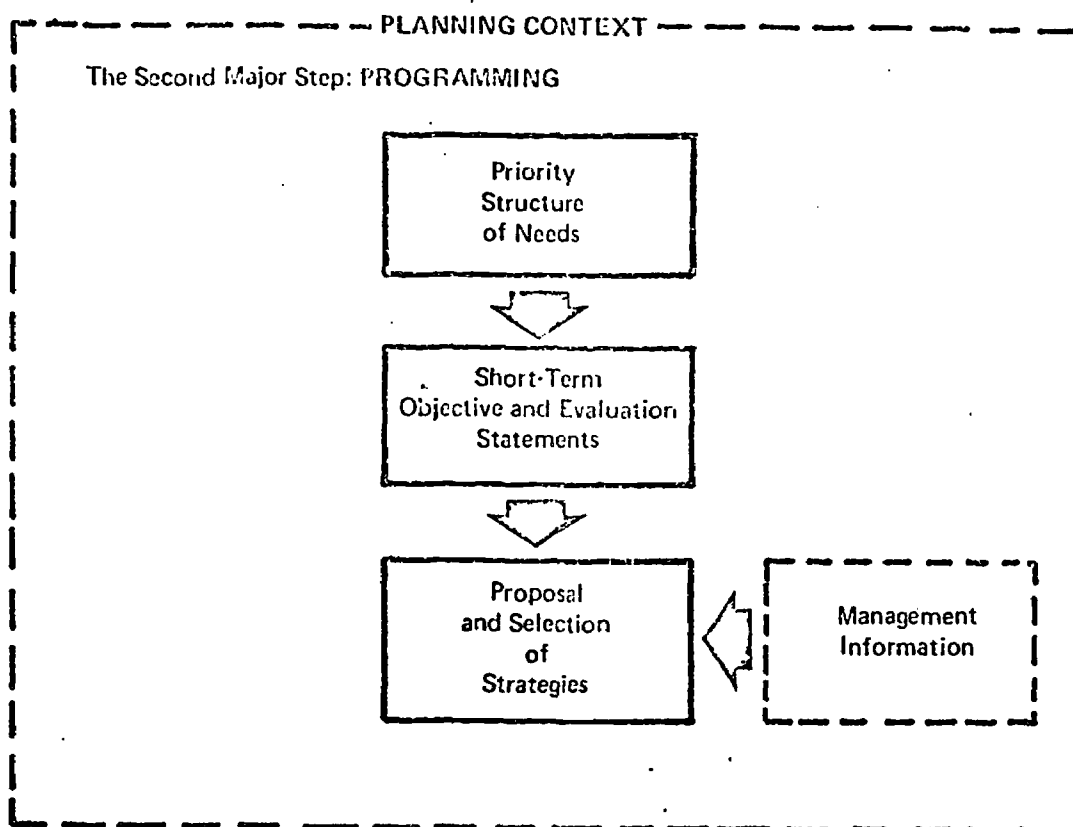 PLANNING CONTEXT
The Second Major Step: PROGRAMMING
Priority
Structure
of Needs
Short-Term
Objective and Evaluation
Statements
Proposal
and Selection
of
Strategies
Management
Information